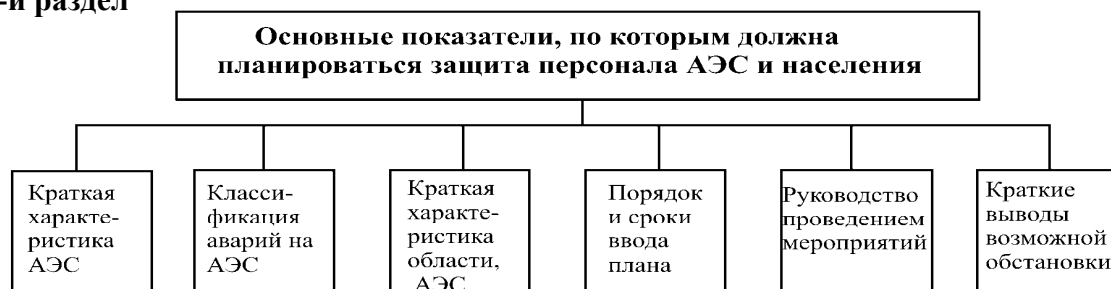 -й раздел
Основные показатели, по которым должна
планироваться защита персонала АЭС и населения
Краткая
характе-
ристика
АЭС
Класси-
фикация
аварий на
АЭС
Краткая
характе-
ристика
области,
АЭС
Порядок
и сроки
ввода
плана
Руководство
проведением
мероприятий
Краткие
выводы
возможной
обстановки